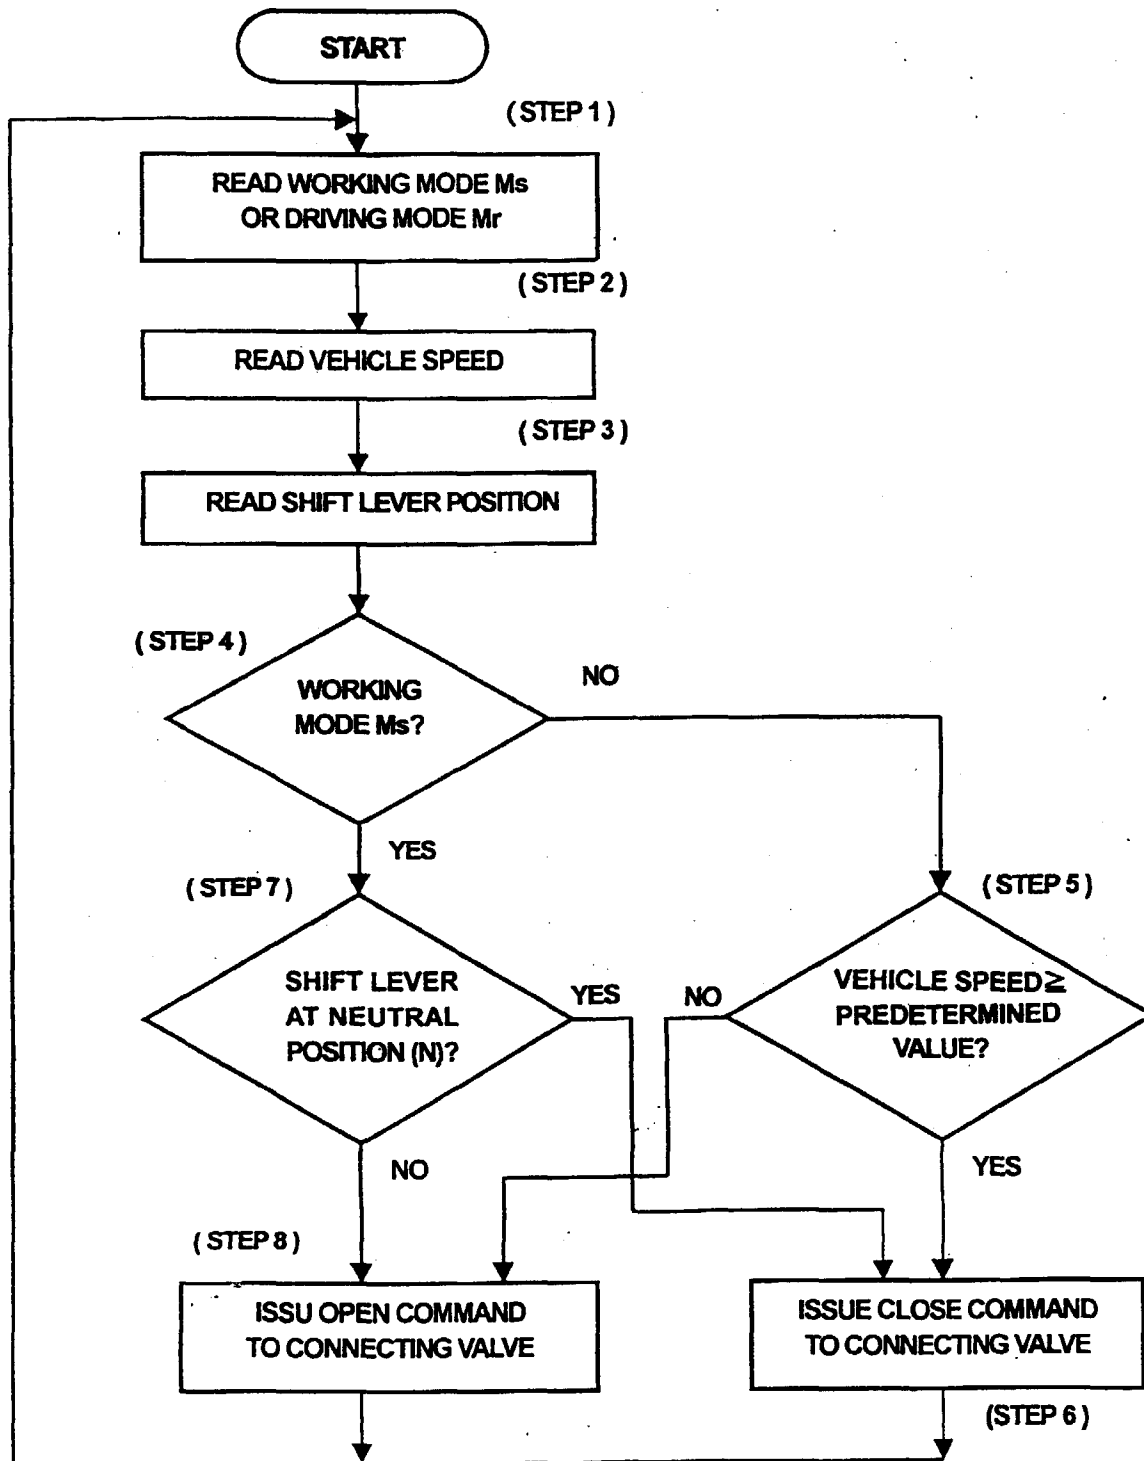 START
( STEP 1 )
READ WORKING MODE Ms
OR DRIVING MODE Mr
( STEP 2 )
READ VEHICLE SPEED
( STEP 3 )
READ SHIFT LEVER POSITION
( STEP 4 )
WORKING
MODE Ms?
NO
YES
( STEP 7 )
SHIFT LEVER
AT NEUTRAL
POSITION (N)?
YES
NO
( STEP 5 )
VEHICLE SPEED≧
PREDETERMINED
VALUE?
NO
YES
( STEP 8 )
ISSU OPEN COMMAND
TO CONNECTING VALVE
ISSUE CLOSE COMMAND
TO CONNECTING VALVE
(STEP 6 )